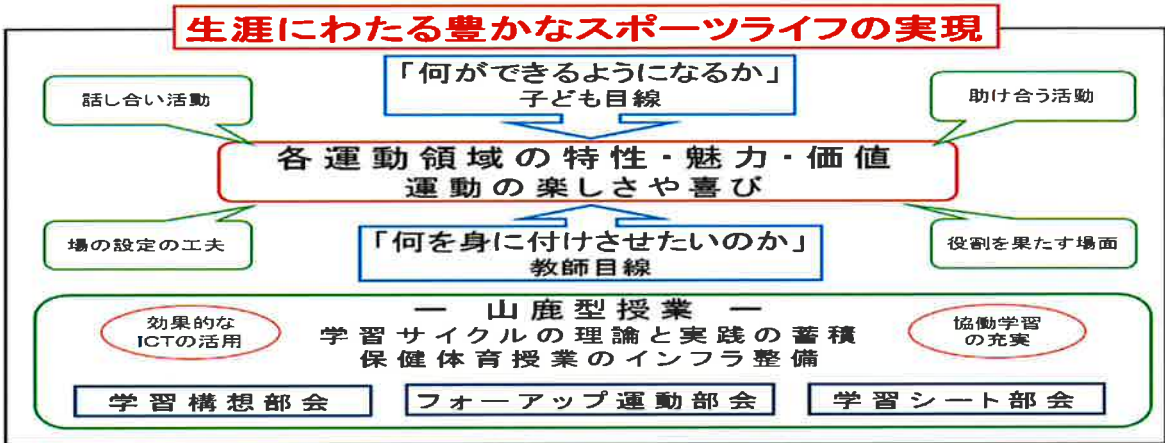 生涯にわたる豊かなスポーツライフの実現
「何ができるようになるか」
子ども目線
話し合い活動
助け合う活動
各運動領域の特性・魅力・価値
運動の楽しさや喜び
場の設定の工夫
「何を身に付けさせたいのか」
教師目線
役割を果たす場面
― 山鹿型授業 ―
効果的な
ICTの活用
学習サイクルの理論と実践の蓄積
保健体育授業のインフラ整備
協働学習
の充実
学習構想部会
フォーアップ運動部会
学習シート部会